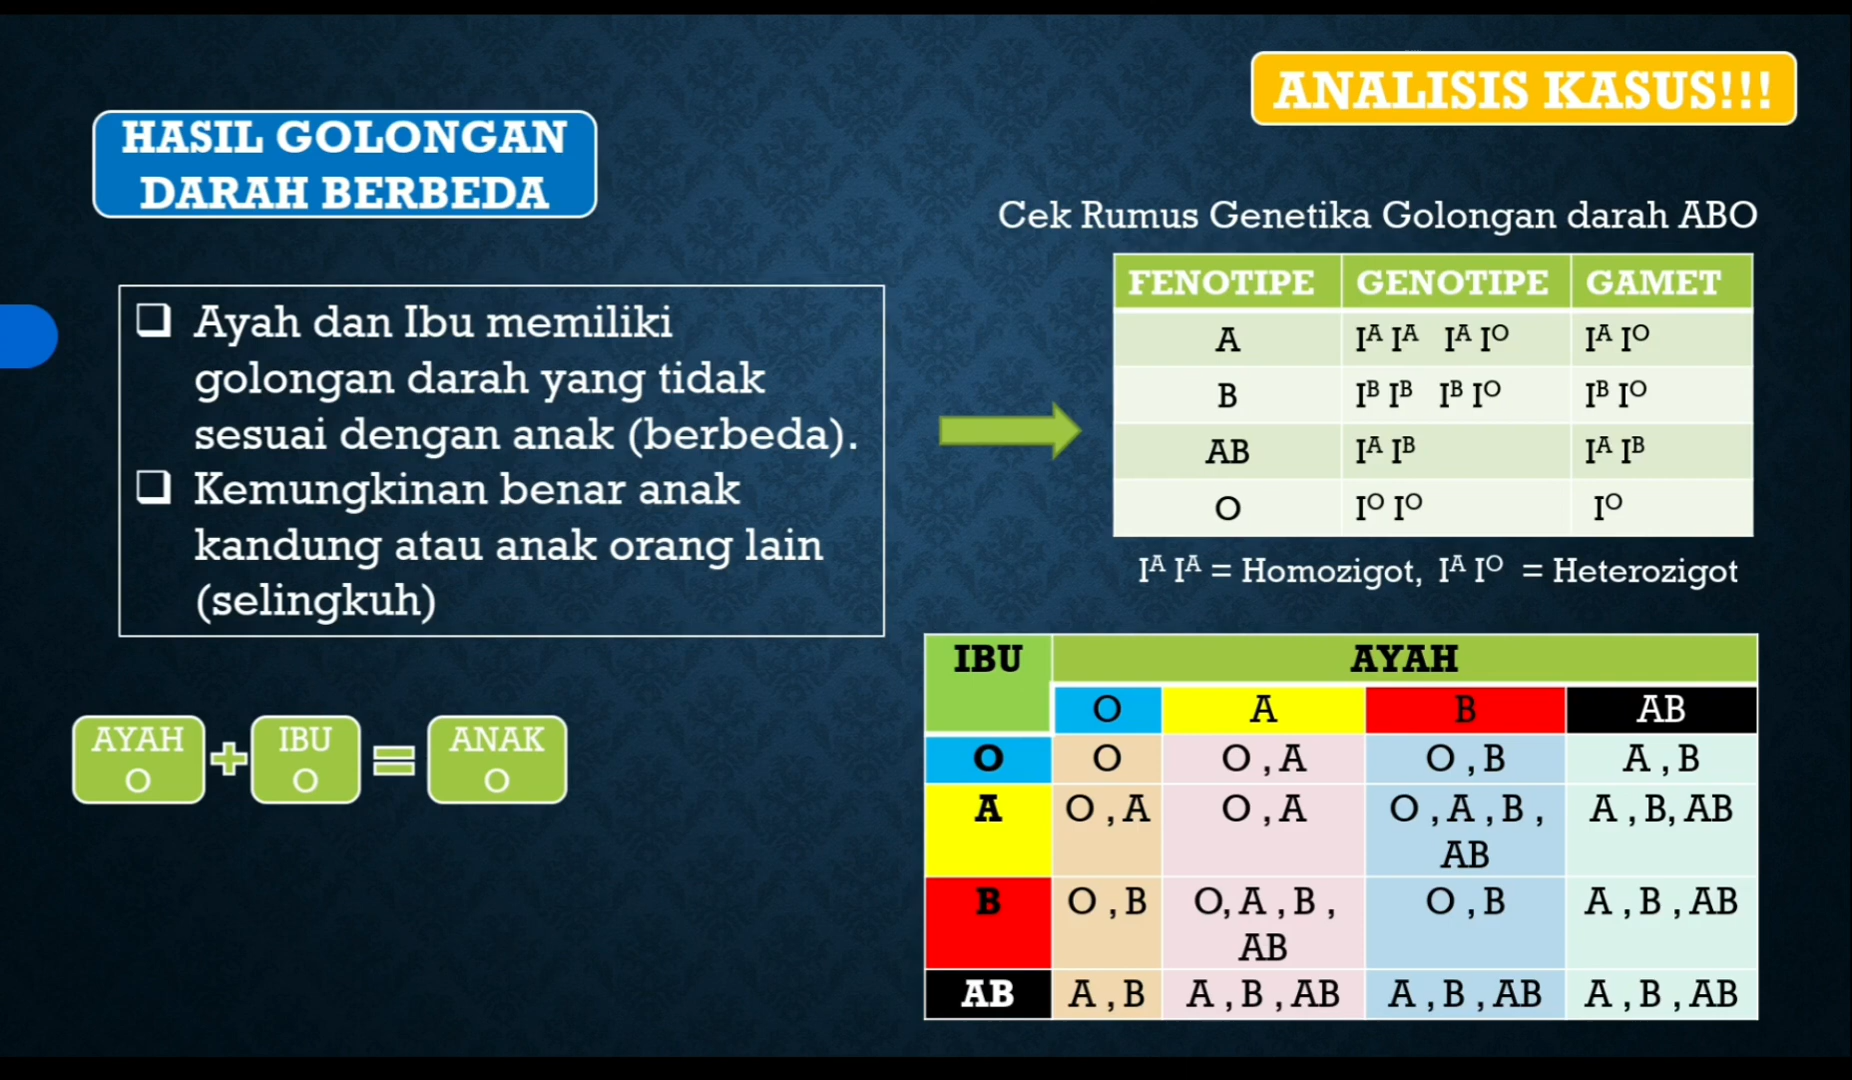 ANALISIS KASUS!!!
HASIL GOLONGAN
DARAH BERBEDA
❑ Ayah dan Ibu memiliki
golongan darah yang tidak
sesuai dengan anak (berbeda).
❑ Kemungkinan benar anak
kandung atau anak orang lain
(selingkuh)
AYAH
O
+
IBU
O
=
ANAK
O
Cek Rumus Genetika Golongan darah ABO
FENOTIPE GENOTIPE GAMET
A Iᴬ Iᴬ Iᴬ Iᴼ Iᴬ Iᴼ
B Iᴮ Iᴮ Iᴮ Iᴼ Iᴮ Iᴼ
AB Iᴬ Iᴮ Iᴬ Iᴮ
O Iᴼ Iᴼ Iᴼ
Iᴬ Iᴬ = Homozigot, Iᴬ Iᴼ = Heterozigot
IBU AYAH
O A B AB
O O O , A O , B A , B
A O , A O , A O , A , B , AB A , B, AB
B O , B O, A , B , AB O , B A , B , AB
AB A , B A , B , AB A , B , AB A , B , AB